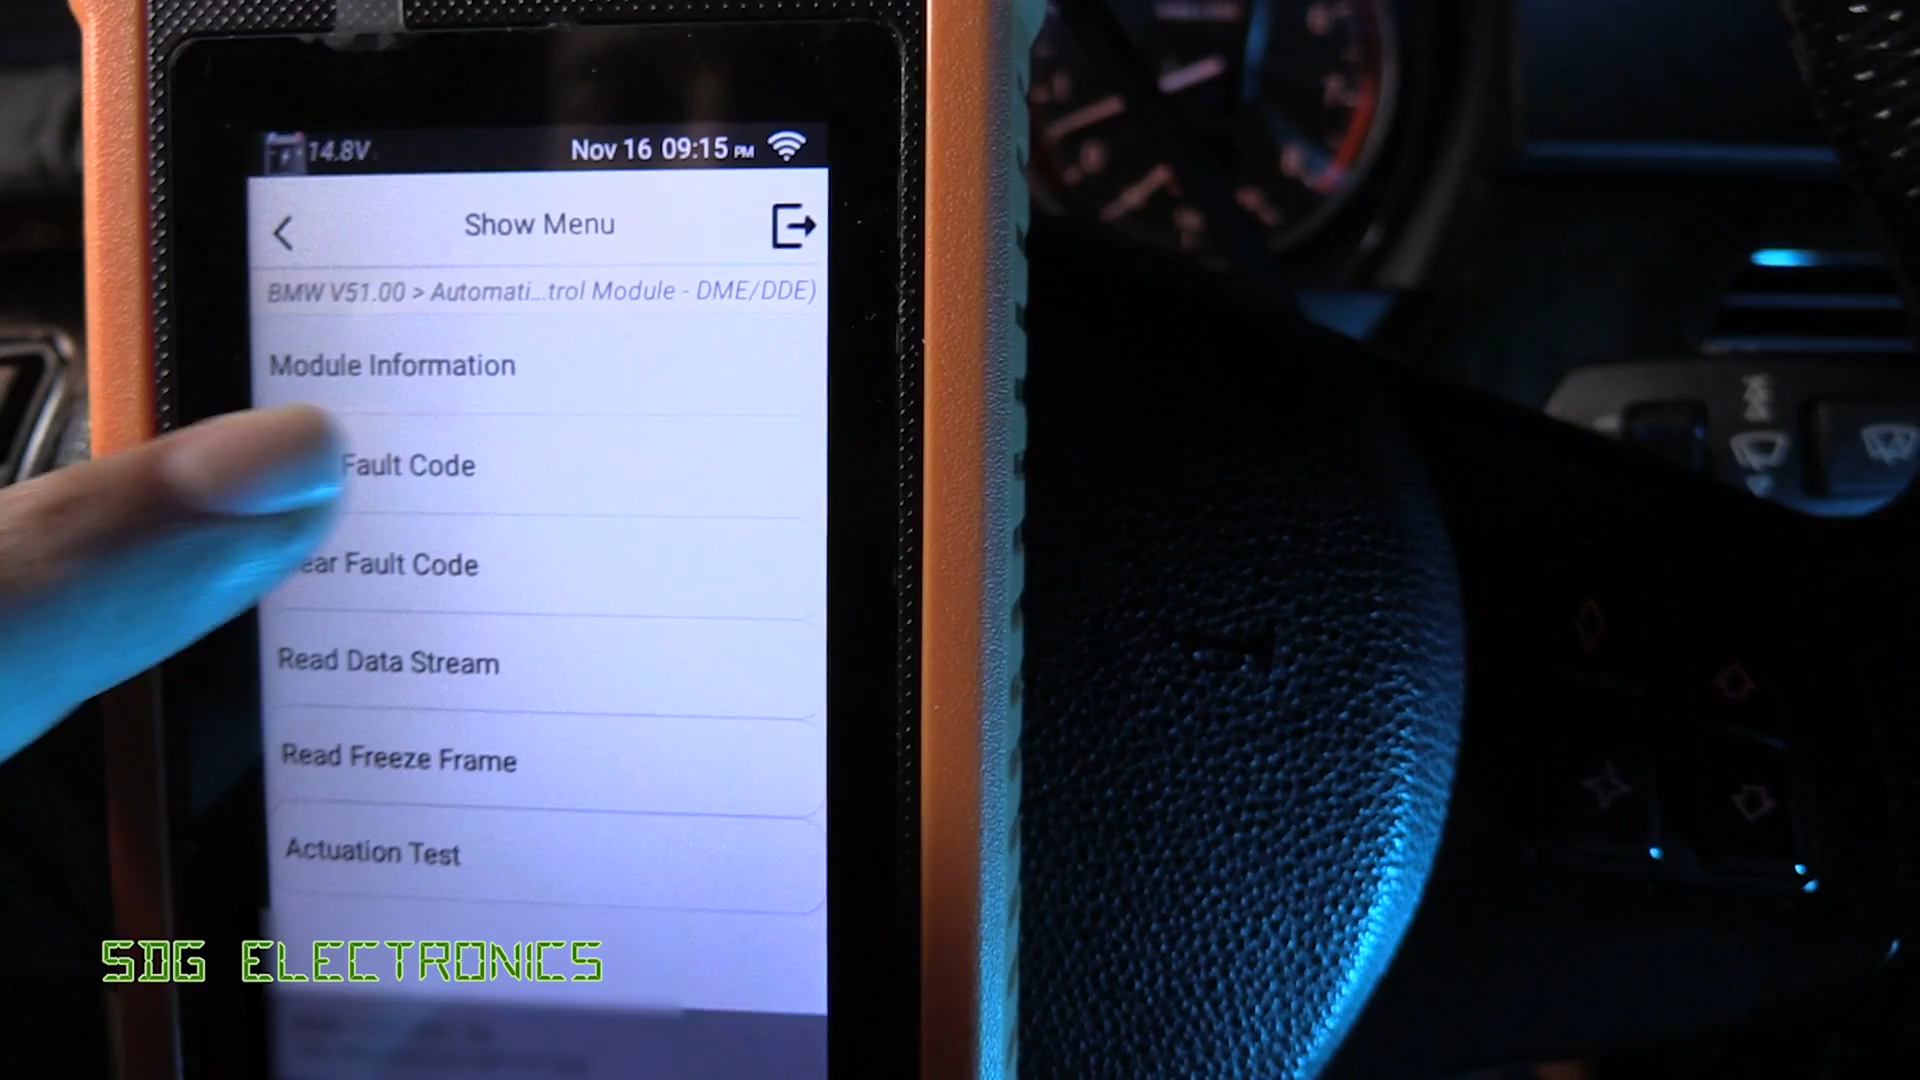 14.8V Nov 16 09:15 PM
Show Menu
BMW V51.00 > Automati...trol Module - DME/DDE)
Module Information
Fault Code
ear Fault Code
Read Data Stream
Read Freeze Frame
Actuation Test
SDG ELECTRONICS